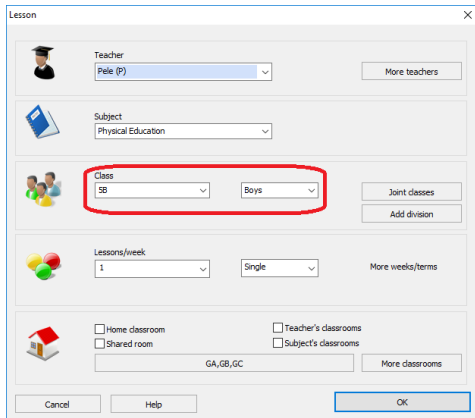 Lesson
Teacher
Pele (P)
More teachers
Subject
Physical Education
Class
5B Boys
Joint classes
Add division
Lessons/week
1 Single More weeks/terms
Home classroom Teacher's classrooms
Shared room Subject's classrooms
GA,GB,GC More classrooms
Cancel Help OK